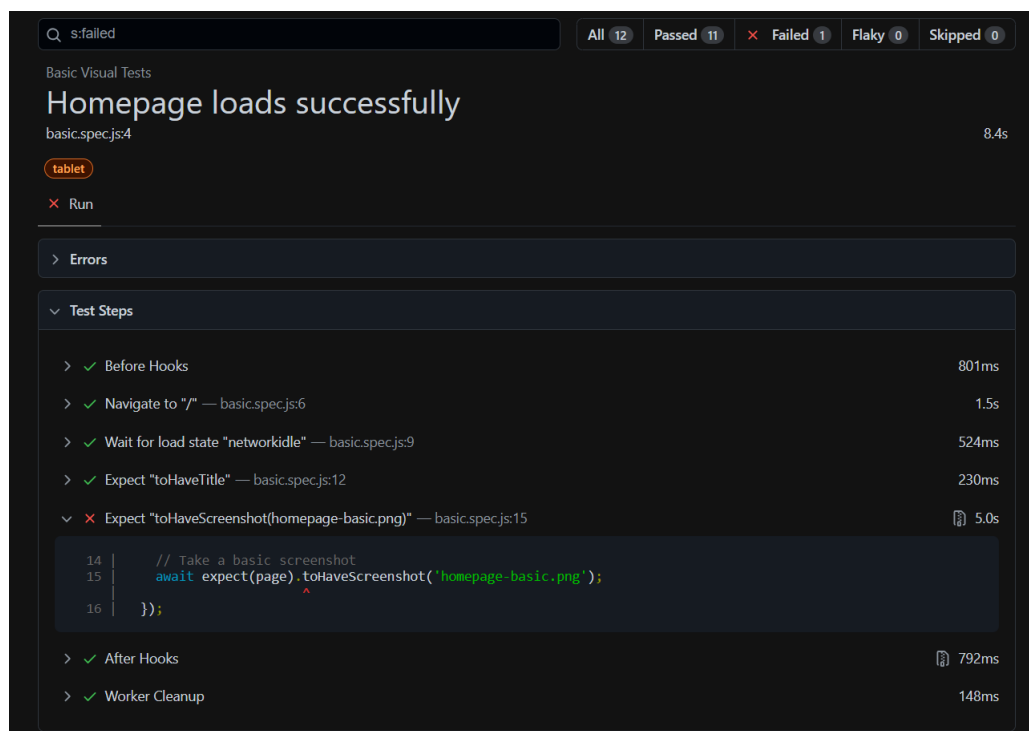 s:failed
All 12 Passed 11 Failed 1 Flaky 0 Skipped 0
Basic Visual Tests
Homepage loads successfully
basic.spec.js:4 8.4s
tablet
Run
Errors
Test Steps
Before Hooks 801ms
Navigate to "/" — basic.spec.js:6 1.5s
Wait for load state "networkidle" — basic.spec.js:9 524ms
Expect "toHaveTitle" — basic.spec.js:12 230ms
Expect "toHaveScreenshot(homepage-basic.png)" — basic.spec.js:15 5.0s
14 | // Take a basic screenshot
15 | await expect(page).toHaveScreenshot('homepage-basic.png');
| ^
16 | });
After Hooks 792ms
Worker Cleanup 148ms